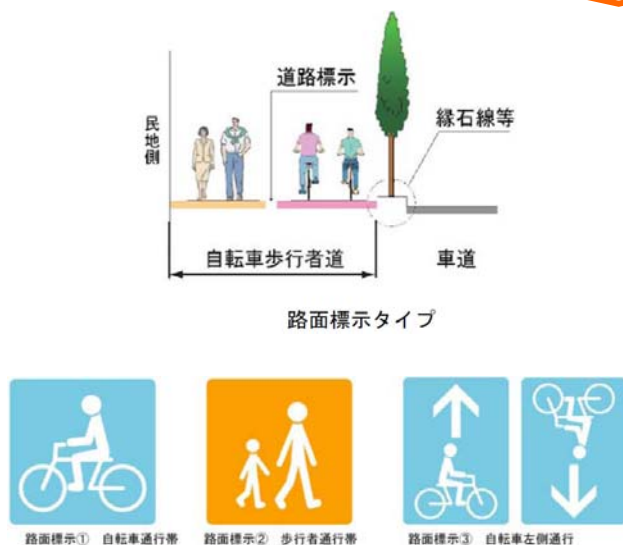 道路標示
縁石線等
民地側
自転車歩行者道
車道
路面標示タイプ
路面標示① 自転車通行帯
路面標示② 歩行者通行帯
路面標示③ 自転車左側通行